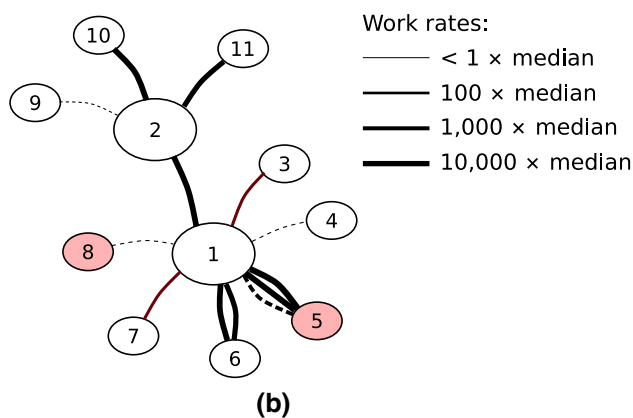 Work rates:
< 1 × median
100 × median
1,000 × median
10,000 × median
10
11
9
2
3
4
8
1
5
7
6
(b)